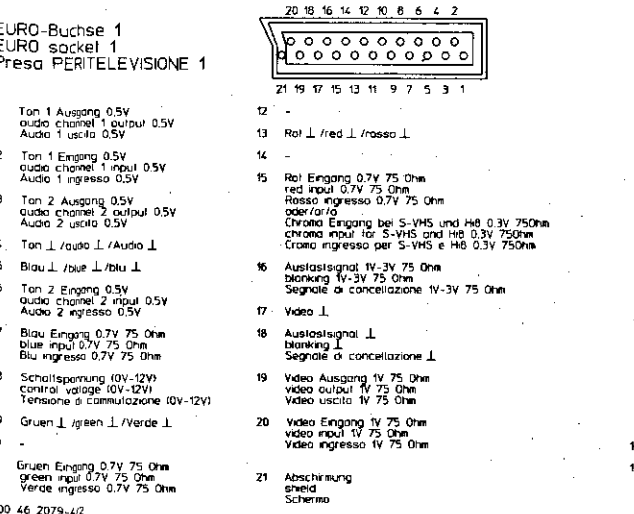 20 18 16 14 12 10 8 6 4 2
EURO-Buchse 1
EURO socket 1
Presa PERITELEVISIONE 1
21 19 17 15 13 11 9 7 5 3 1
Ton 1 Ausgang 0.5V
audio channel 1 output 0.5V
Audio 1 uscita 0.5V
2 Ton 1 Eingang 0.5V
audio channel 1 input 0.5V
Audio 1 ingresso 0.5V
3 Ton 2 Ausgang 0.5V
audio channel 2 output 0.5V
Audio 2 uscita 0.5V
Ton ⊥ /audio ⊥ /Audio ⊥
Blau ⊥ /blue ⊥ /blu ⊥
Ton 2 Eingang 0.5V
audio channel 2 input 0.5V
Audio 2 ingresso 0.5V
Blau Eingang 0.7V 75 Ohm
blue input 0.7V 75 Ohm
Blu ingresso 0.7V 75 Ohm
Schaltspannung (0V-12V)
control voltage (0V-12V)
Tensione di commutazione (0V-12V)
Gruen ⊥ /green ⊥ /Verde ⊥
-
Gruen Eingang 0.7V 75 Ohm
green input 0.7V 75 Ohm
Verde ingresso 0.7V 75 Ohm
00 46 2079-4/2
12 -
13 Rot ⊥ /red ⊥ /rosso ⊥
14 -
15 Rot Eingang 0.7V 75 Ohm
red input 0.7V 75 Ohm
Rosso ingresso 0.7V 75 Ohm
oder/or/o
Chroma Eingang bei S-VHS und Hi8 0.3V 75Ohm
chroma input for S-VHS and Hi8 0.3V 75Ohm
Croma ingresso per S-VHS e Hi8 0.3V 75Ohm
16 Austastsignal 1V-3V 75 Ohm
blanking 1V-3V 75 Ohm
Segnale di cancellazione 1V-3V 75 Ohm
17 Video ⊥
18 Austastsignal ⊥
blanking ⊥
Segnale di cancellazione ⊥
19 Video Ausgang 1V 75 Ohm
video output 1V 75 Ohm
Video uscita 1V 75 Ohm
20 Video Eingang 1V 75 Ohm
video input 1V 75 Ohm
Video ingresso 1V 75 Ohm
21 Abschirmung
shield
Schermo
1
1